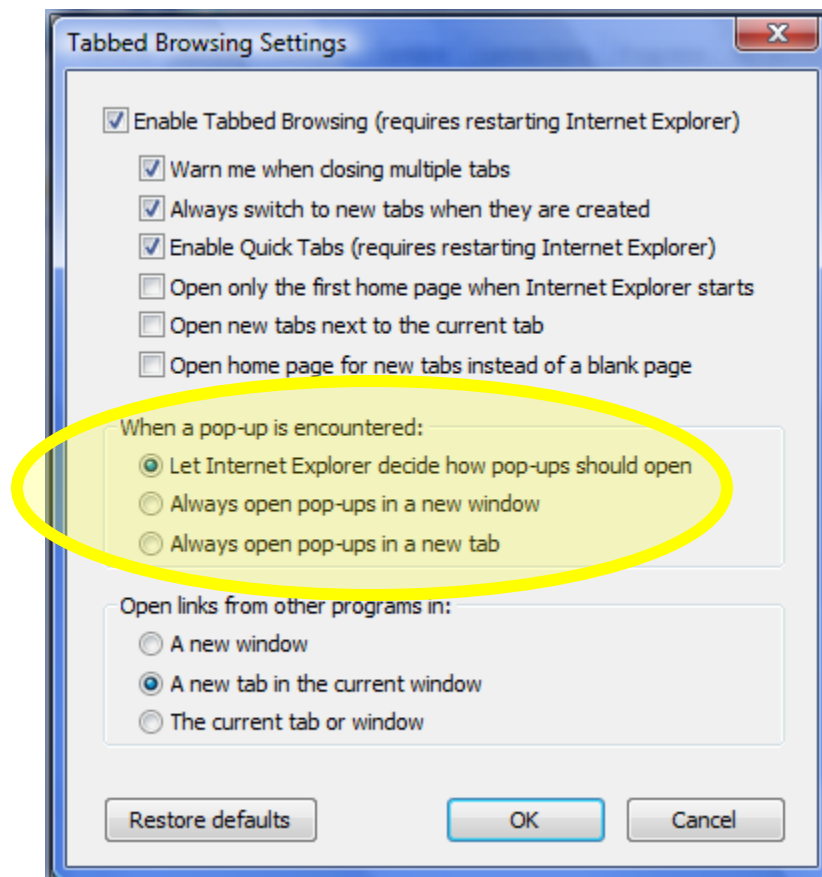 Tabbed Browsing Settings
Enable Tabbed Browsing (requires restarting Internet Explorer)
Warn me when closing multiple tabs
Always switch to new tabs when they are created
Enable Quick Tabs (requires restarting Internet Explorer)
Open only the first home page when Internet Explorer starts
Open new tabs next to the current tab
Open home page for new tabs instead of a blank page
When a pop-up is encountered:
Let Internet Explorer decide how pop-ups should open
Always open pop-ups in a new window
Always open pop-ups in a new tab
Open links from other programs in:
A new window
A new tab in the current window
The current tab or window
Restore defaults OK Cancel